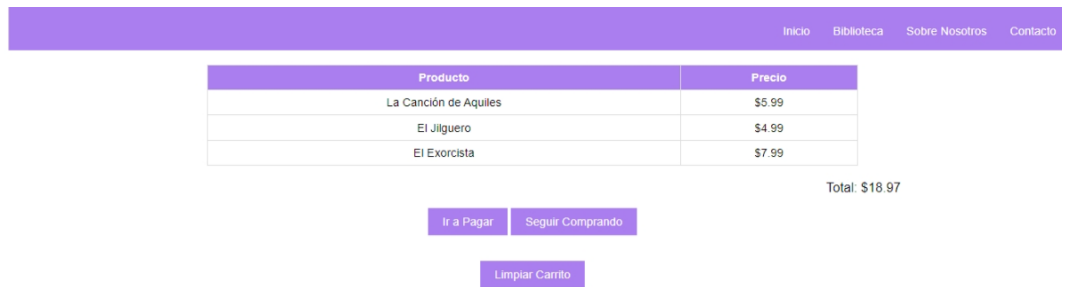 Inicio Biblioteca Sobre Nosotros Contacto
Producto Precio
La Canción de Aquiles $5.99
El Jilguero $4.99
El Exorcista $7.99
Total: $18.97
Ir a Pagar Seguir Comprando
Limpiar Carrito